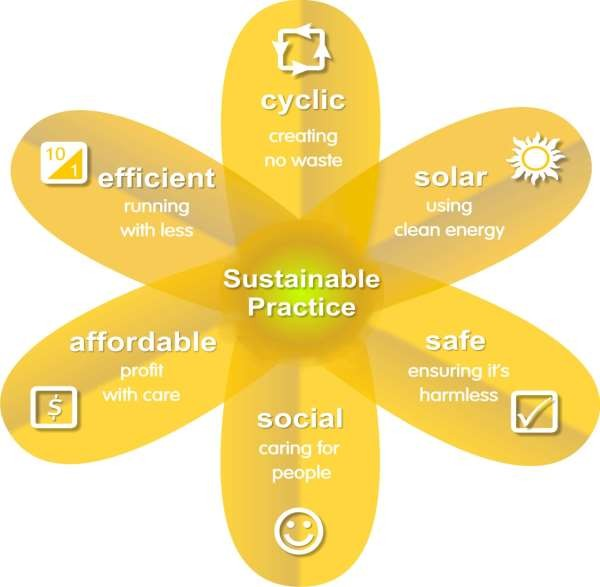 cyclic
creating
no waste
10
1
efficient
running
with less
solar
using
clean energy
Sustainable
Practice
affordable
profit
with care
$
safe
ensuring it's
harmless
social
caring for
people